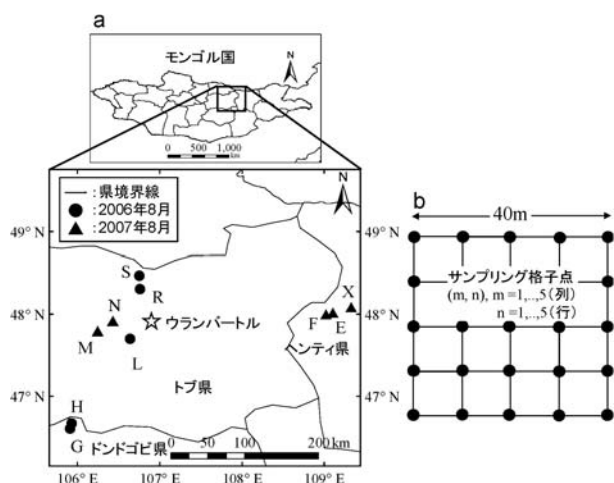 a
モンゴル国
N
0 500 1,000
km
N
—:県境界線
●:2006年8月
▲:2007年8月
49° N
48° N
47° N
S
R
N
M
ウランバートル
L
X
F
E
ヘンティ県
トブ県
H
G
ドンドゴビ県
0 50 100 200 km
106° E
107° E
108° E
109° E
b
40m
サンプリング格子点
(m, n), m =1,..,5(列)
n =1,..,5(行)
49° N
48° N
47° N